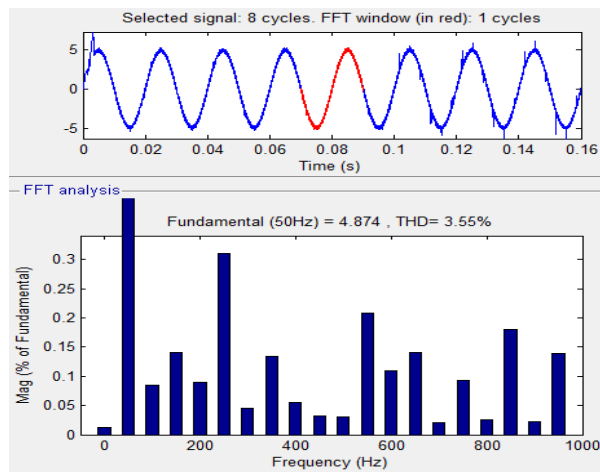 Selected signal: 8 cycles. FFT window (in red): 1 cycles
5
0
-5
0 0.02 0.04 0.06 0.08 0.1 0.12 0.14 0.16
Time (s)
FFT analysis
Fundamental (50Hz) = 4.874 , THD= 3.55%
0.3
0.25
0.2
0.15
0.1
0.05
0
Mag (% of Fundamental)
0 200 400 600 800 1000
Frequency (Hz)